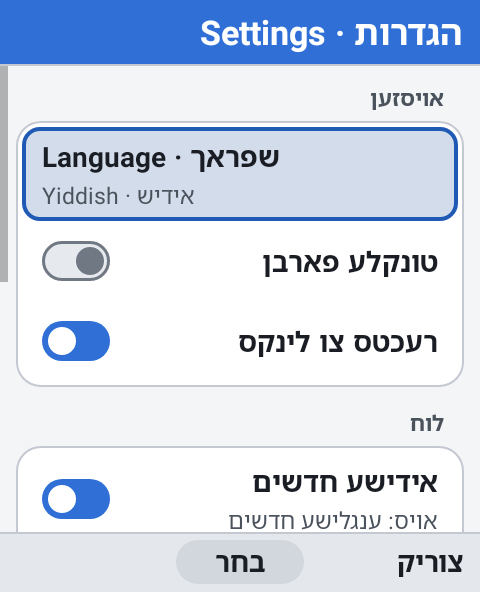 הגדרות · Settings
אויסזען
Language · שפראך
Yiddish · אידיש
טונקלע פארבן
רעכטס צו לינקס
לוח
אידישע חדשים
אויס: ענגלישע חדשים
צוריק
בחר